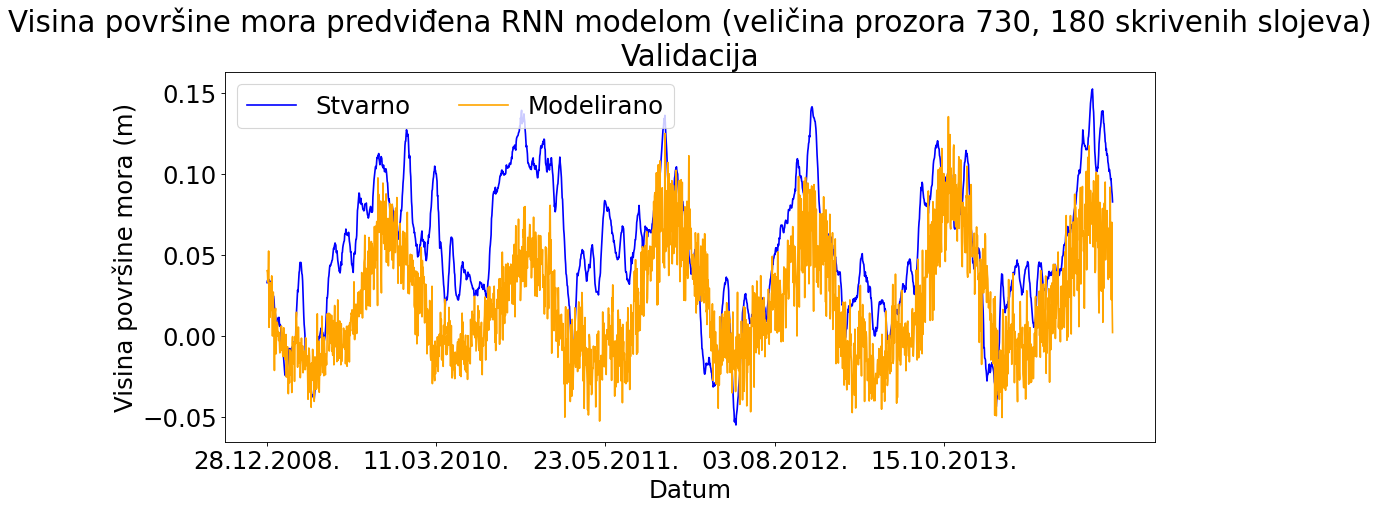 Visina površine mora predviđena RNN modelom (veličina prozora 730, 180 skrivenih slojeva)
Validacija
Stvarno
Modelirano
Visina površine mora (m)
0.15
0.10
0.05
0.00
−0.05
28.12.2008.
11.03.2010.
23.05.2011.
03.08.2012.
15.10.2013.
Datum